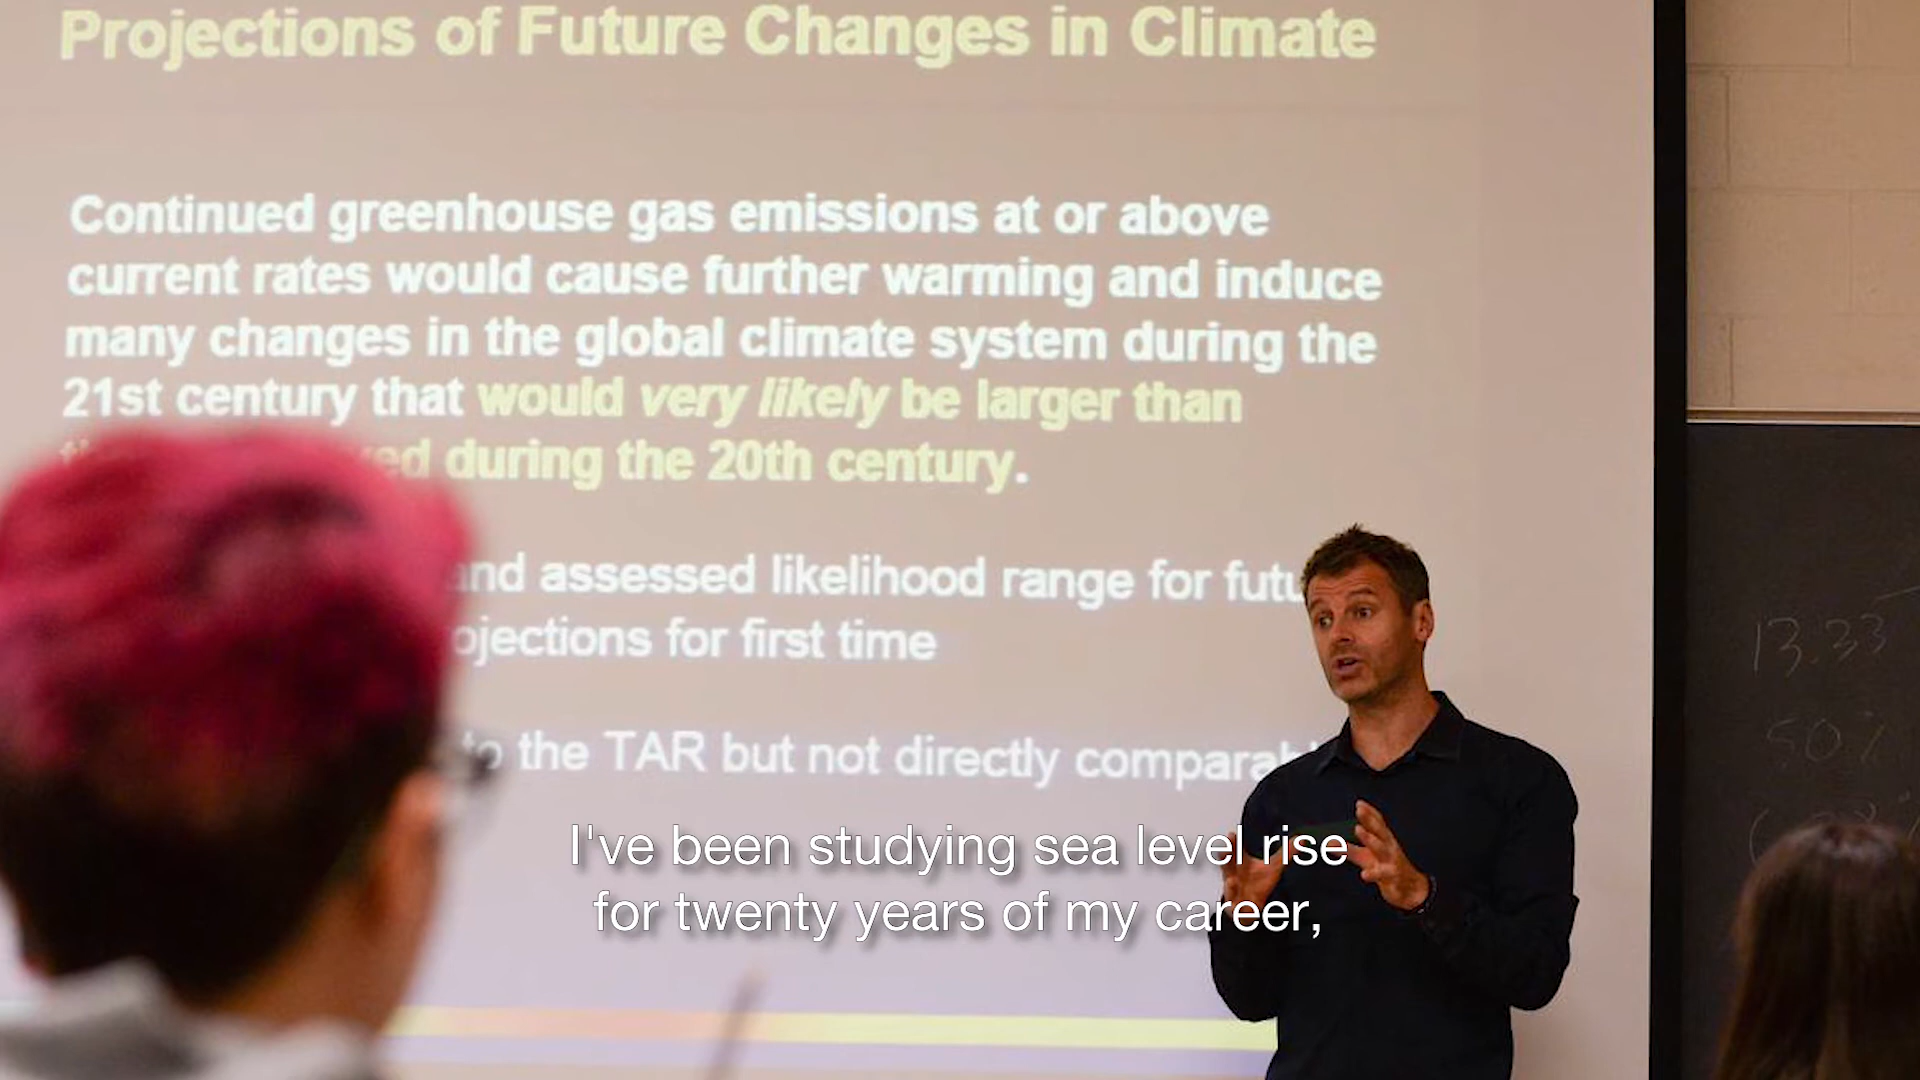 Projections of Future Changes in Climate
Continued greenhouse gas emissions at or above
current rates would cause further warming and induce
many changes in the global climate system during the
21st century that would very likely be larger than
during the 20th century.
and assessed likelihood range for
for first time
to the TAR but not directly
13.33
I've been studying sea level rise
for twenty years of my career,